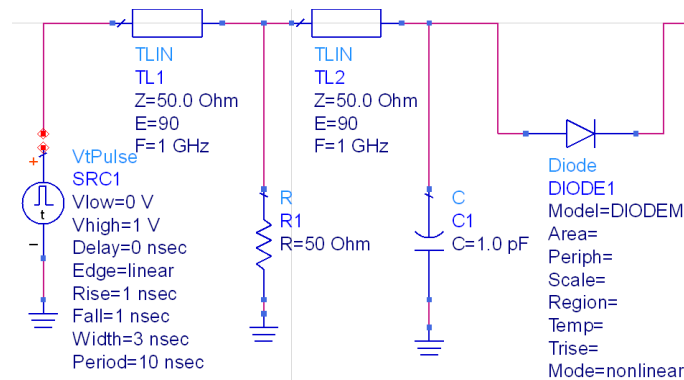 TLIN
TL1
Z=50.0 Ohm
E=90
F=1 GHz
TLIN
TL2
Z=50.0 Ohm
E=90
F=1 GHz
+
t
−
VtPulse
SRC1
Vlow=0 V
Vhigh=1 V
Delay=0 nsec
Edge=linear
Rise=1 nsec
Fall=1 nsec
Width=3 nsec
Period=10 nsec
R
R1
R=50 Ohm
C
C1
C=1.0 pF
Diode
DIODE1
Model=DIODEM
Area=
Periph=
Scale=
Region=
Temp=
Trise=
Mode=nonlinear